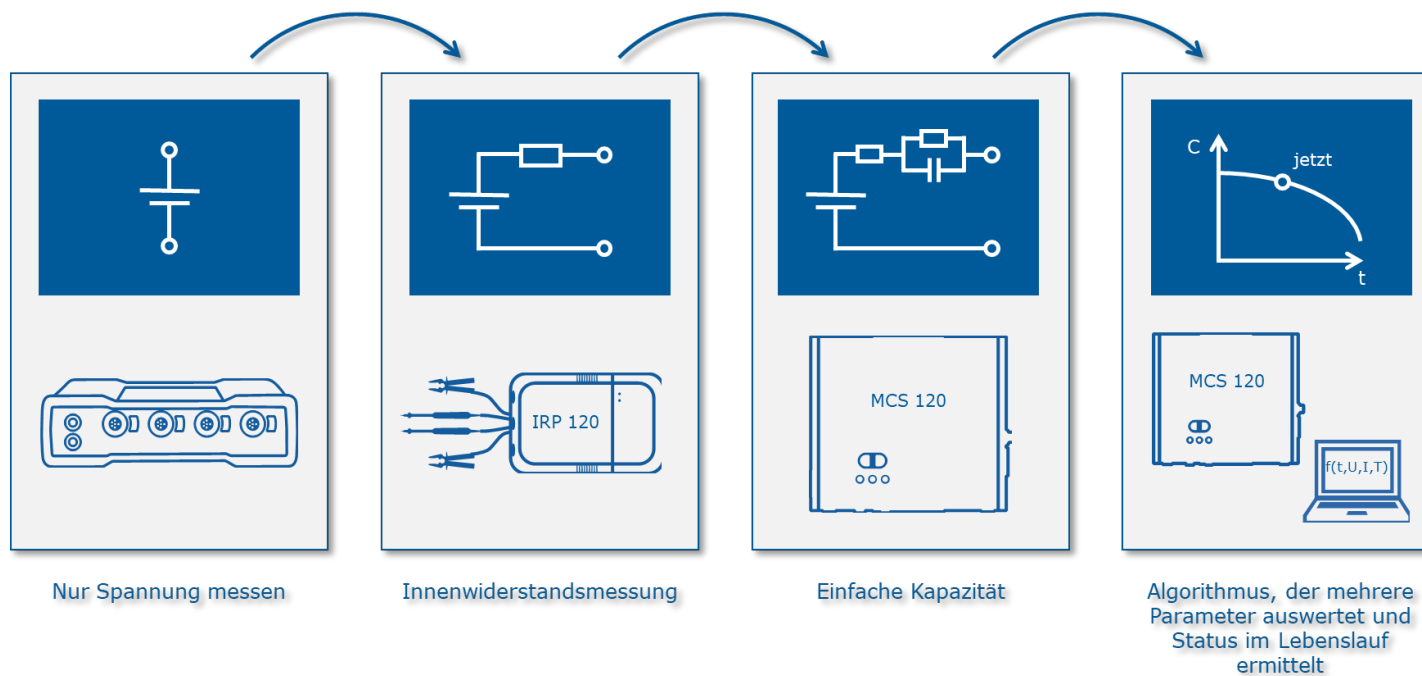 C
jetzt
t
IRP 120
MCS 120
MCS 120
f(t,U,I,T)
Nur Spannung messen
Innenwiderstandsmessung
Einfache Kapazität
Algorithmus, der mehrere
Parameter auswertet und
Status im Lebenslauf
ermittelt